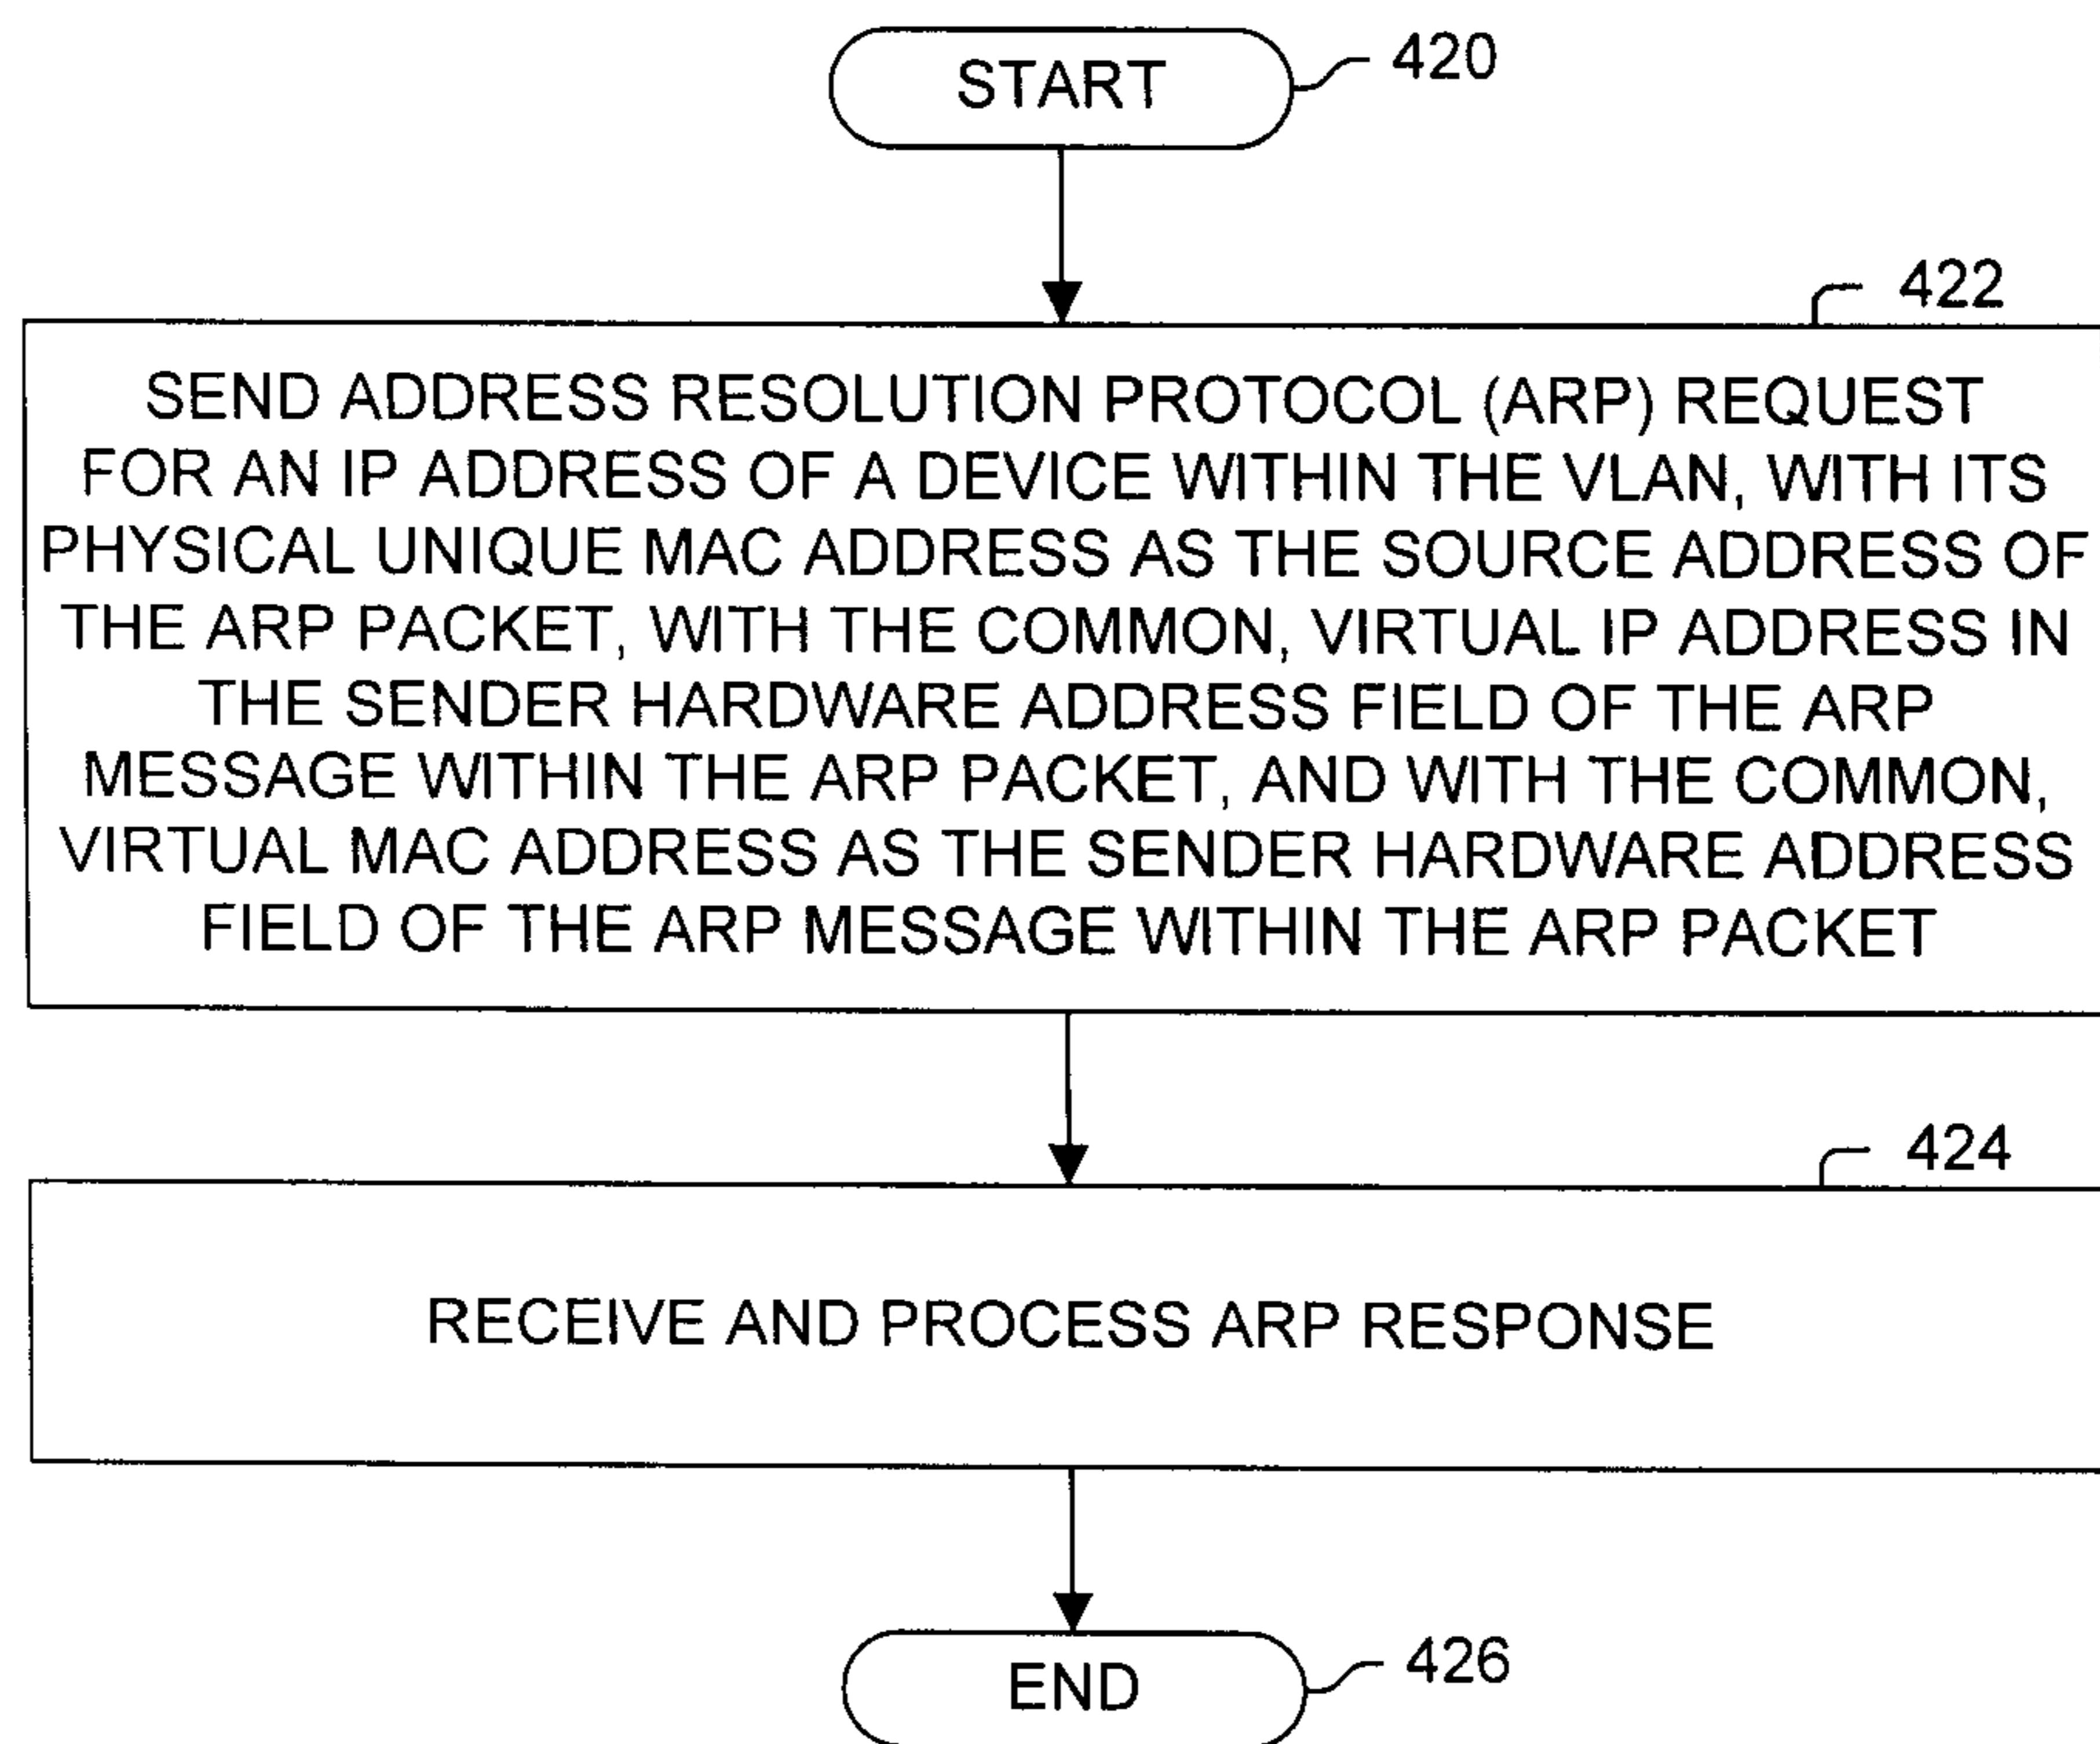 START
420
422
SEND ADDRESS RESOLUTION PROTOCOL (ARP) REQUEST
FOR AN IP ADDRESS OF A DEVICE WITHIN THE VLAN, WITH ITS
PHYSICAL UNIQUE MAC ADDRESS AS THE SOURCE ADDRESS OF
THE ARP PACKET, WITH THE COMMON, VIRTUAL IP ADDRESS IN
THE SENDER HARDWARE ADDRESS FIELD OF THE ARP
MESSAGE WITHIN THE ARP PACKET, AND WITH THE COMMON,
VIRTUAL MAC ADDRESS AS THE SENDER HARDWARE ADDRESS
FIELD OF THE ARP MESSAGE WITHIN THE ARP PACKET
424
RECEIVE AND PROCESS ARP RESPONSE
END
426